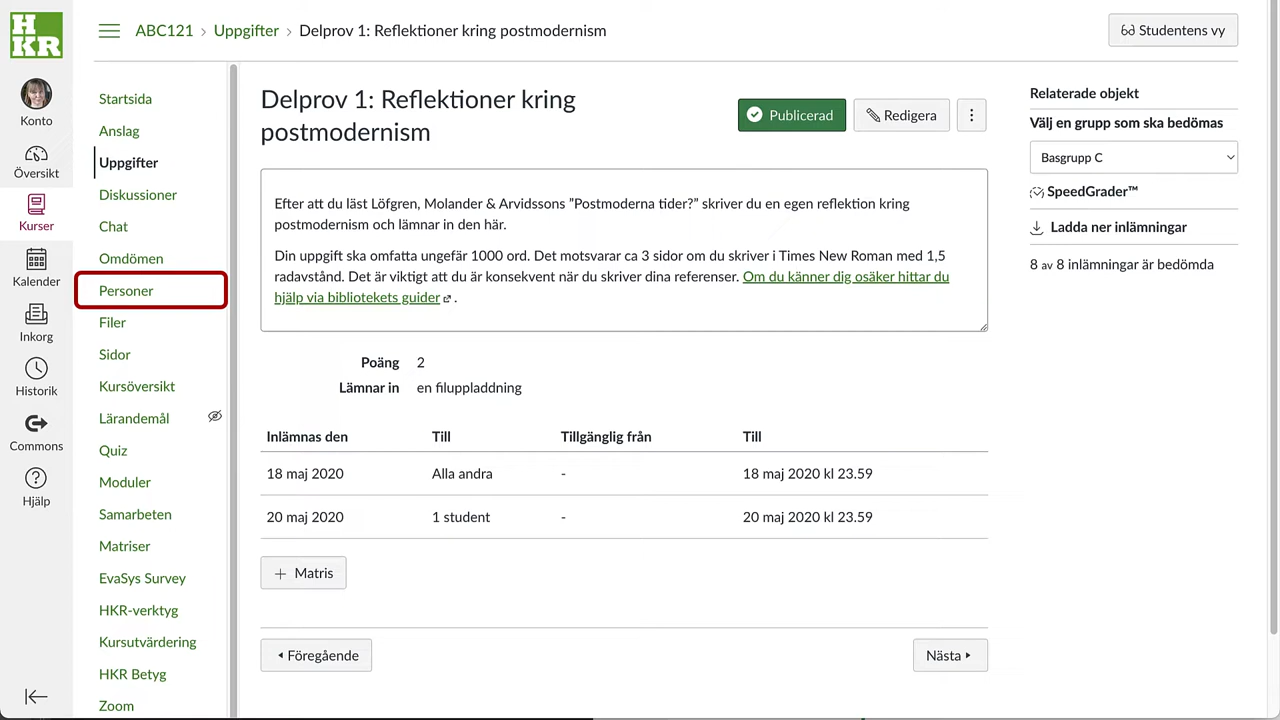 HKR
Konto
Översikt
Kurser
Kalender
Inkorg
Historik
Commons
Hjälp
ABC121 › Uppgifter › Delprov 1: Reflektioner kring postmodernism
Studentens vy
Startsida
Anslag
Uppgifter
Diskussioner
Chat
Omdömen
Personer
Filer
Sidor
Kursöversikt
Lärandemål
Quiz
Moduler
Samarbeten
Matriser
EvaSys Survey
HKR-verktyg
Kursutvärdering
HKR Betyg
Zoom
Delprov 1: Reflektioner kring
postmodernism
Publicerad
Redigera
Efter att du läst Löfgren, Molander & Arvidssons ”Postmoderna tider?” skriver du en egen reflektion kring
postmodernism och lämnar in den här.
Din uppgift ska omfatta ungefär 1000 ord. Det motsvarar ca 3 sidor om du skriver i Times New Roman med 1,5
radavstånd. Det är viktigt att du är konsekvent när du skriver dina referenser. Om du känner dig osäker hittar du
hjälp via bibliotekets guider .
Poäng 2
Lämnar in en filuppladdning
Inlämnas den Till Tillgänglig från Till
18 maj 2020 Alla andra - 18 maj 2020 kl 23.59
20 maj 2020 1 student - 20 maj 2020 kl 23.59
+ Matris
Föregående
Nästa
Relaterade objekt
Välj en grupp som ska bedömas
Basgrupp C
SpeedGrader™
Ladda ner inlämningar
8 av 8 inlämningar är bedömda